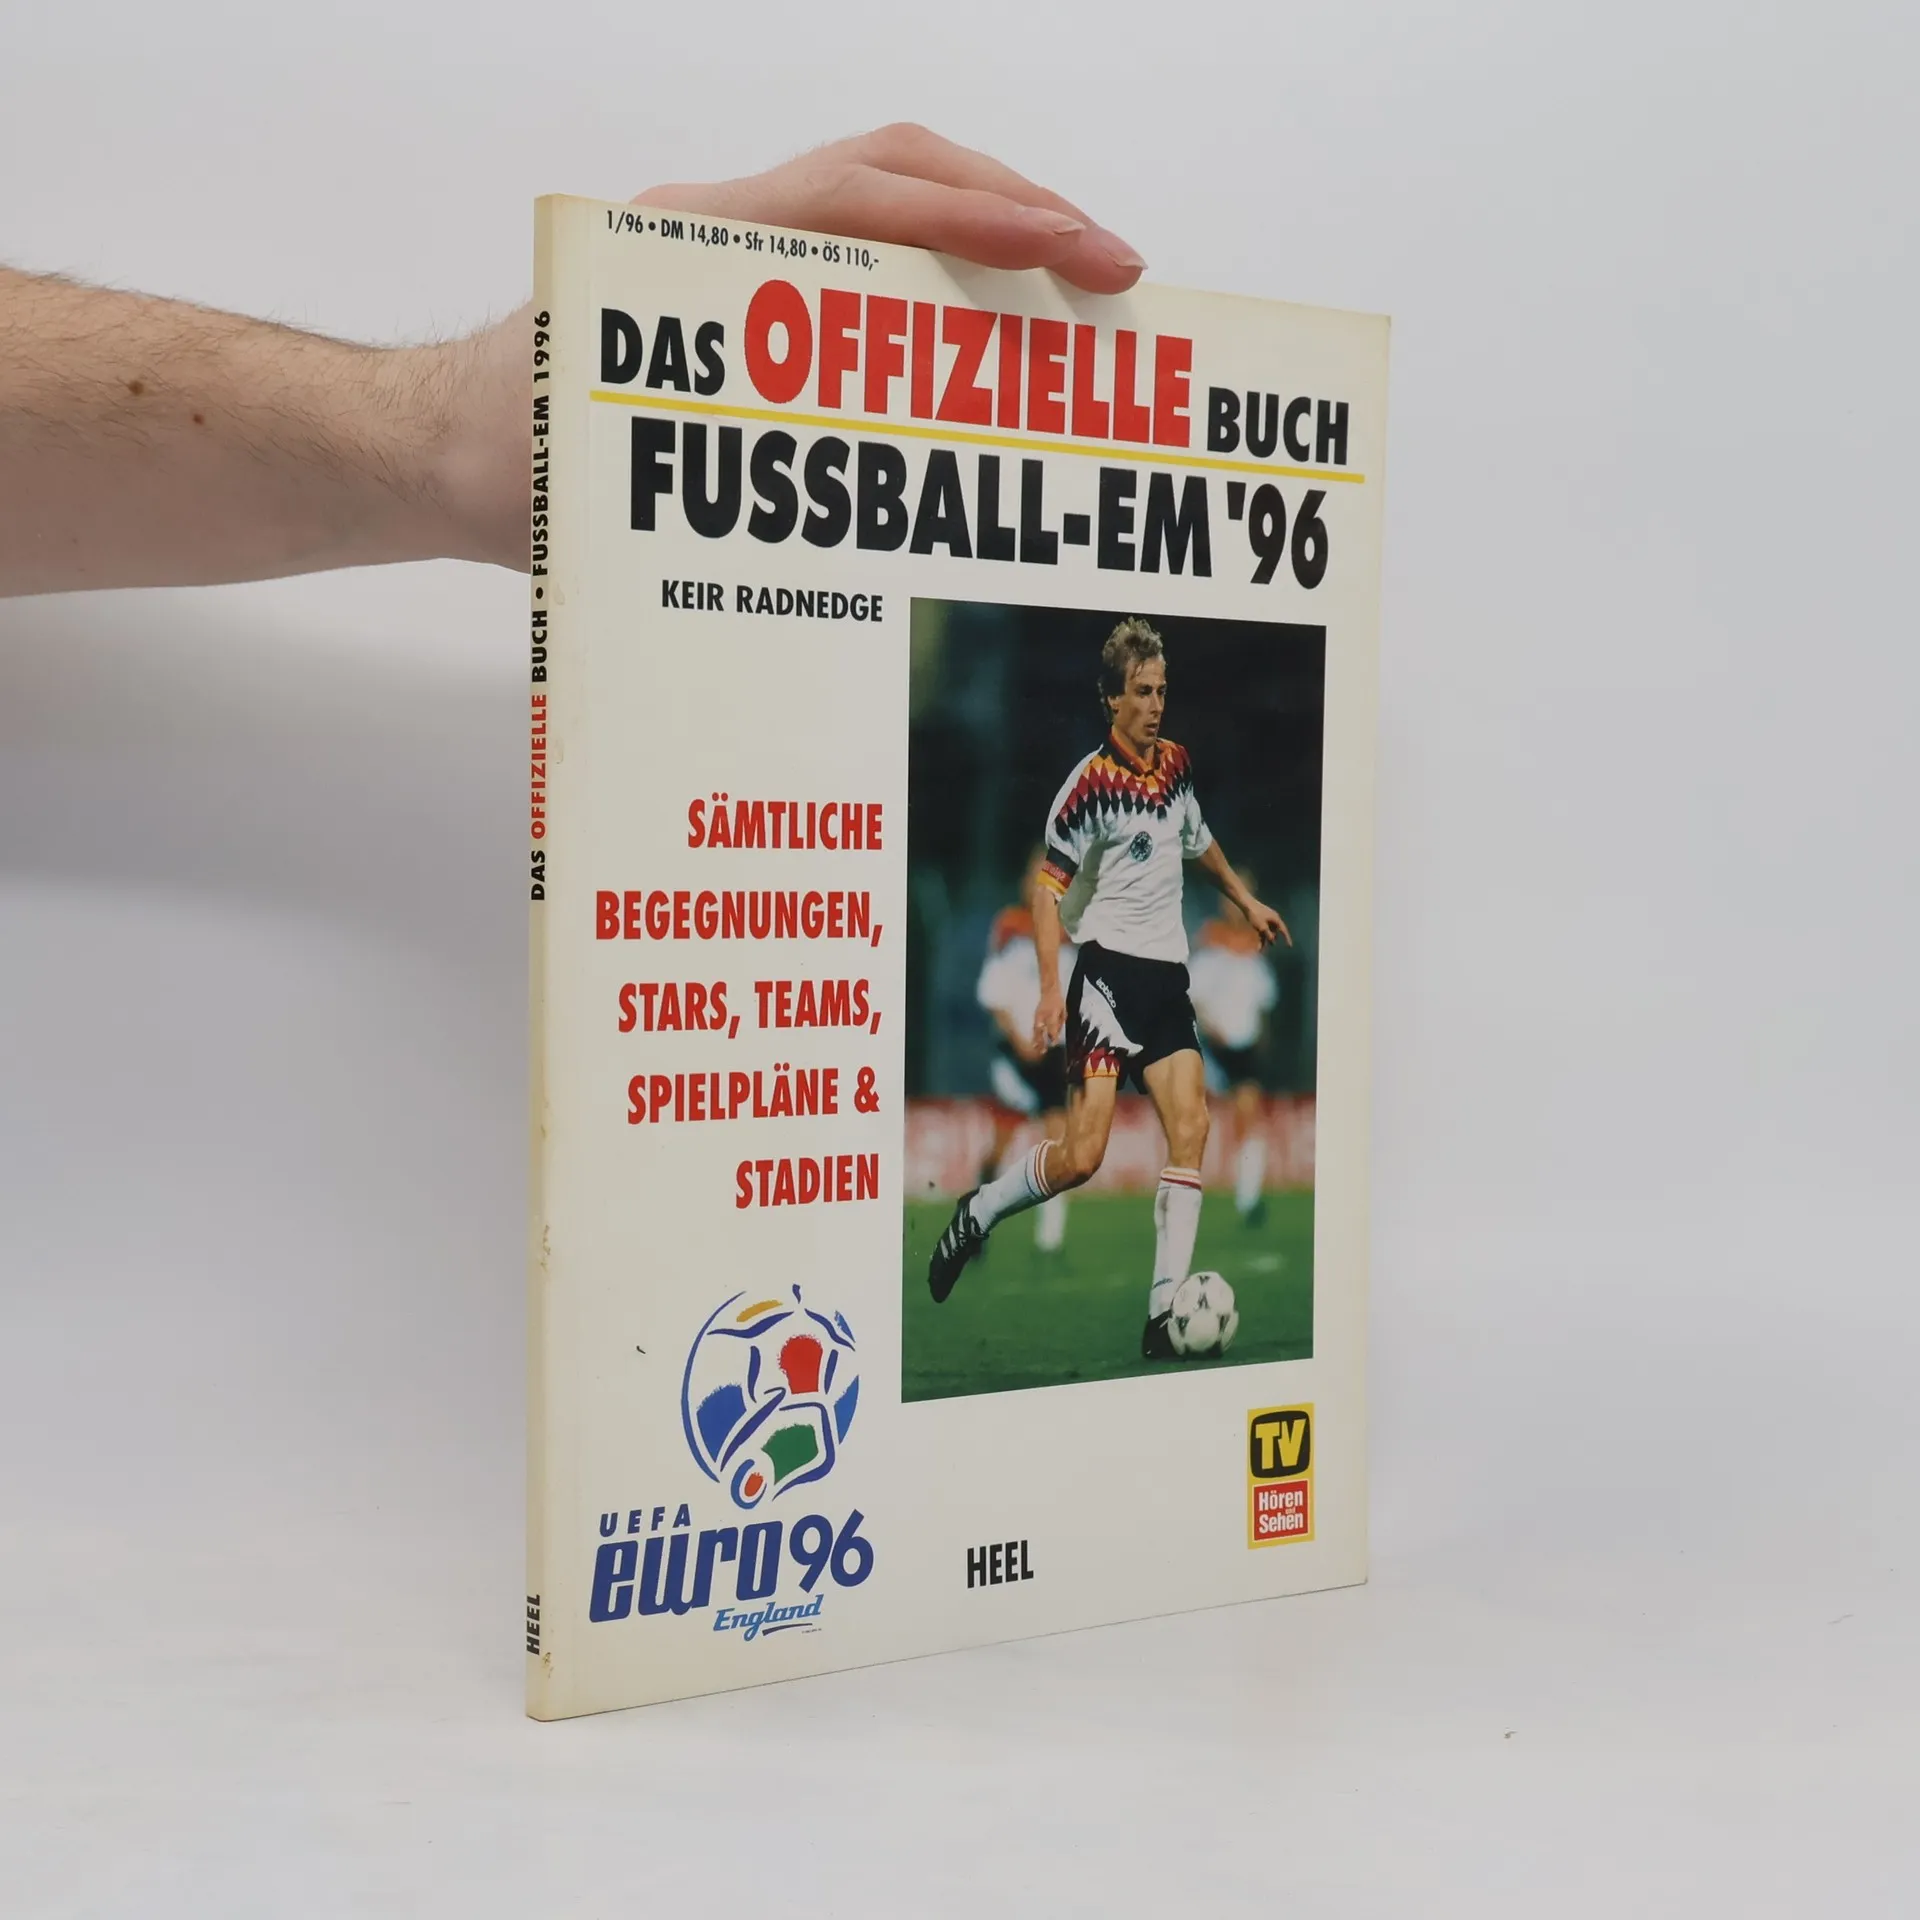 1/96 • DM 14,80 • Sfr 14,80 • ÖS 110,-
DAS OFFIZIELLE BUCH
FUSSBALL-EM '96
KEIR RADNEDGE
SÄMTLICHE
BEGEGNUNGEN,
STARS, TEAMS,
SPIELPLÄNE &
STADIEN
UEFA
euro96
England
HEEL
TV
Hören
und
Sehen
DAS OFFIZIELLE BUCH • FUSSBALL-EM 1996
HEEL
adidas